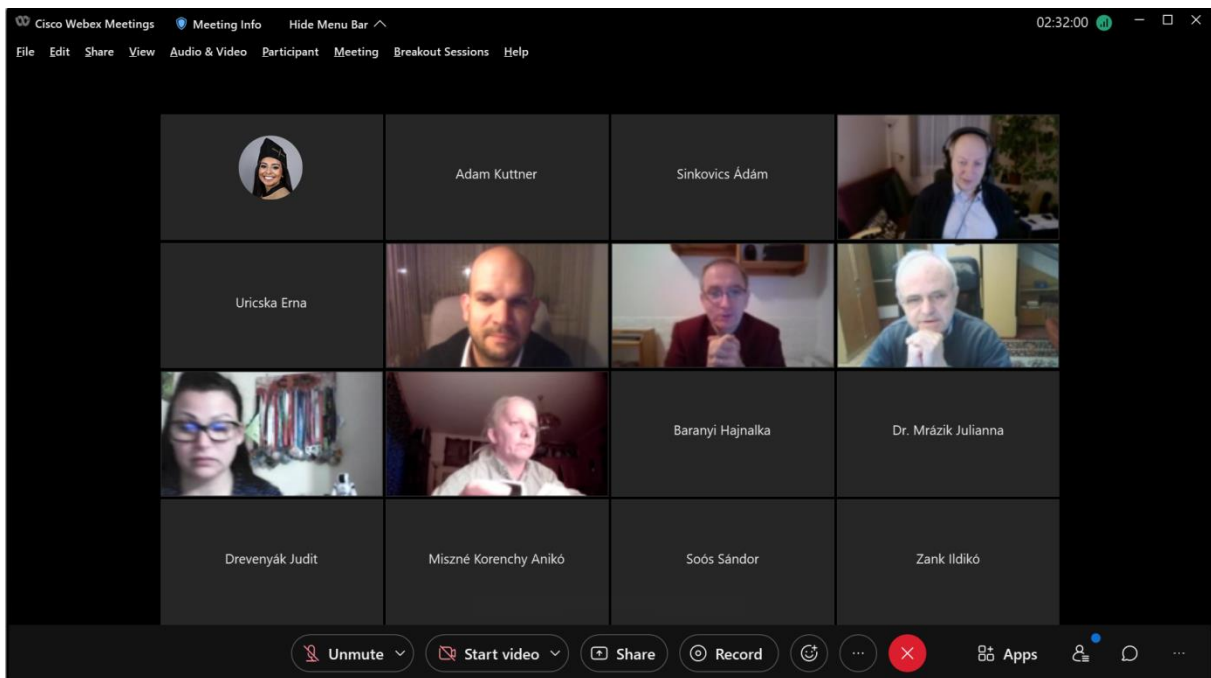 Cisco Webex Meetings Meeting Info Hide Menu Bar 02:32:00
File Edit Share View Audio & Video Participant Meeting Breakout Sessions Help
Adam Kuttner Sinkovics Ádám
Uricska Erna
Baranyi Hajnalka Dr. Mrázik Julianna
Drevenyák Judit Miszné Korenchy Anikó Soós Sándor Zank Ildikó
Unmute Start video Share Record Apps